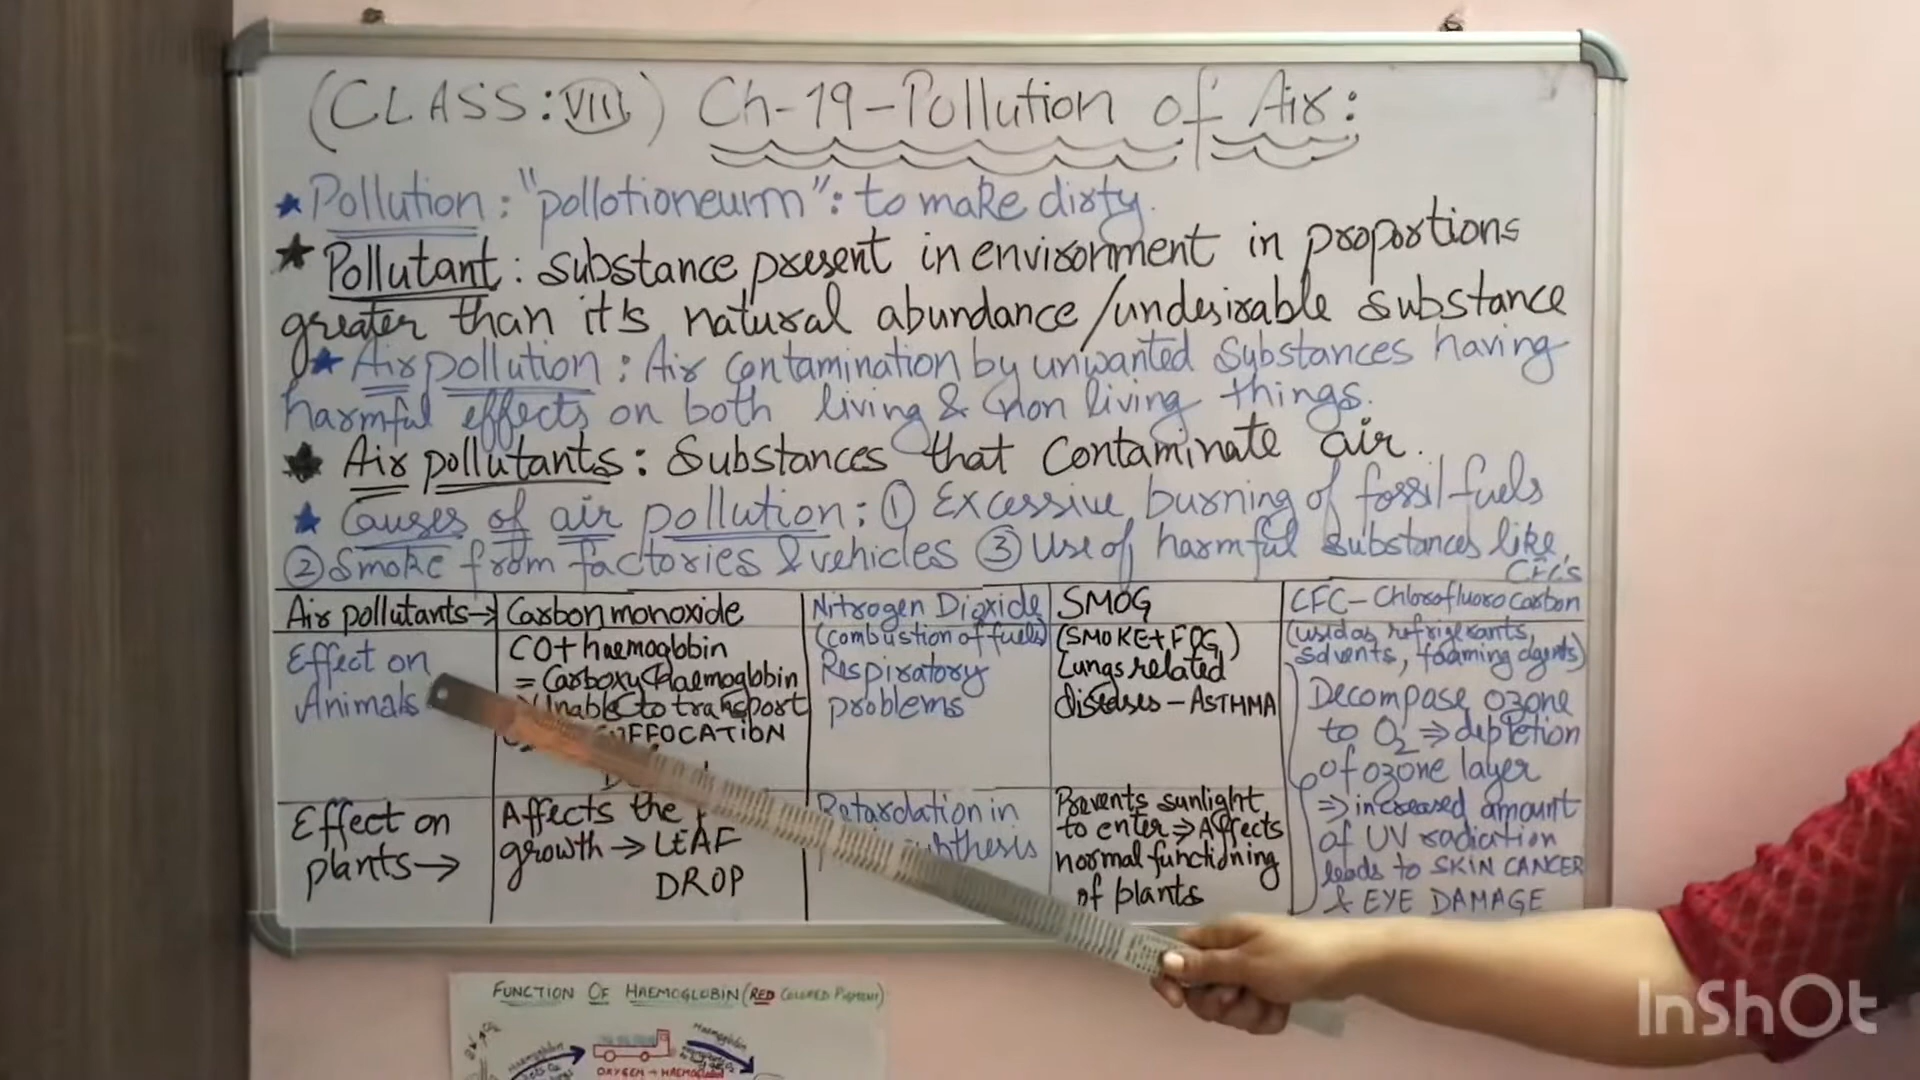 (CLASS: VIII) Ch-19-Pollution of Air:
★ Pollution: "pollotioneurm": to make dirty.
★ Pollutant: substance present in environment in proportions
greater than it's natural abundance/undesirable substance
★ Air pollution: Air contamination by unwanted substances having
harmful effects on both living & (non living things.
★ Air pollutants: Substances that contaminate air.
★ Causes of air pollution: ① Excessive burning of fossil fuels
② Smoke from factories & vehicles ③ Use of harmful substances like
CFC's
Air pollutants →
Carbon monoxide
Nitrogen Dioxide
SMOG
CFC - Chlorofluoro carbon
Effect on
Animals
CO + haemogbbin
= Carboxy Haemoglobin
Unable to transport
SUFFOCATION
(combustion of fuels)
Respiratory
problems
(SMOKE + FOG)
Lungs related
diseases - ASTHMA
(used as refrigerants,
solvents, foaming agents)
Decompose ozone
to O2 ⇒ depletion
of ozone layer
⇒ increased amount
of UV radiation
leads to SKIN CANCER
& EYE DAMAGE
Effect on
plants →
Affects the
growth → LEAF
DROP
Retardation in
Prevents sunlight
to enter ⇒ Affects
normal functioning
of plants
FUNCTION OF HAEMOGLOBIN (RED COLORED PIGMENT)
Haemoglobin
Haemoglobin
OXYGEN + HAEMOGL
InShOt